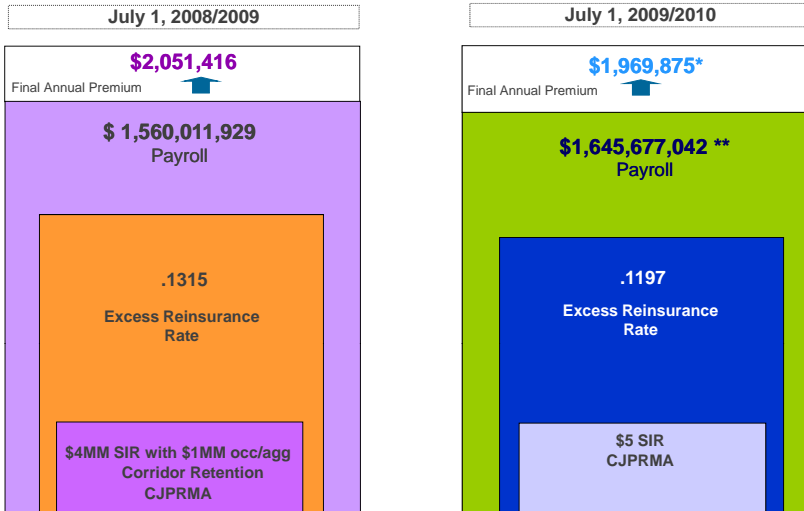 July 1, 2008/2009
$2,051,416
Final Annual Premium
$ 1,560,011,929
Payroll
.1315
Excess Reinsurance
Rate
$4MM SIR with $1MM occ/agg
Corridor Retention
CJPRMA
July 1, 2009/2010
$1,969,875*
Final Annual Premium
$1,645,677,042 **
Payroll
.1197
Excess Reinsurance
Rate
$5 SIR
CJPRMA